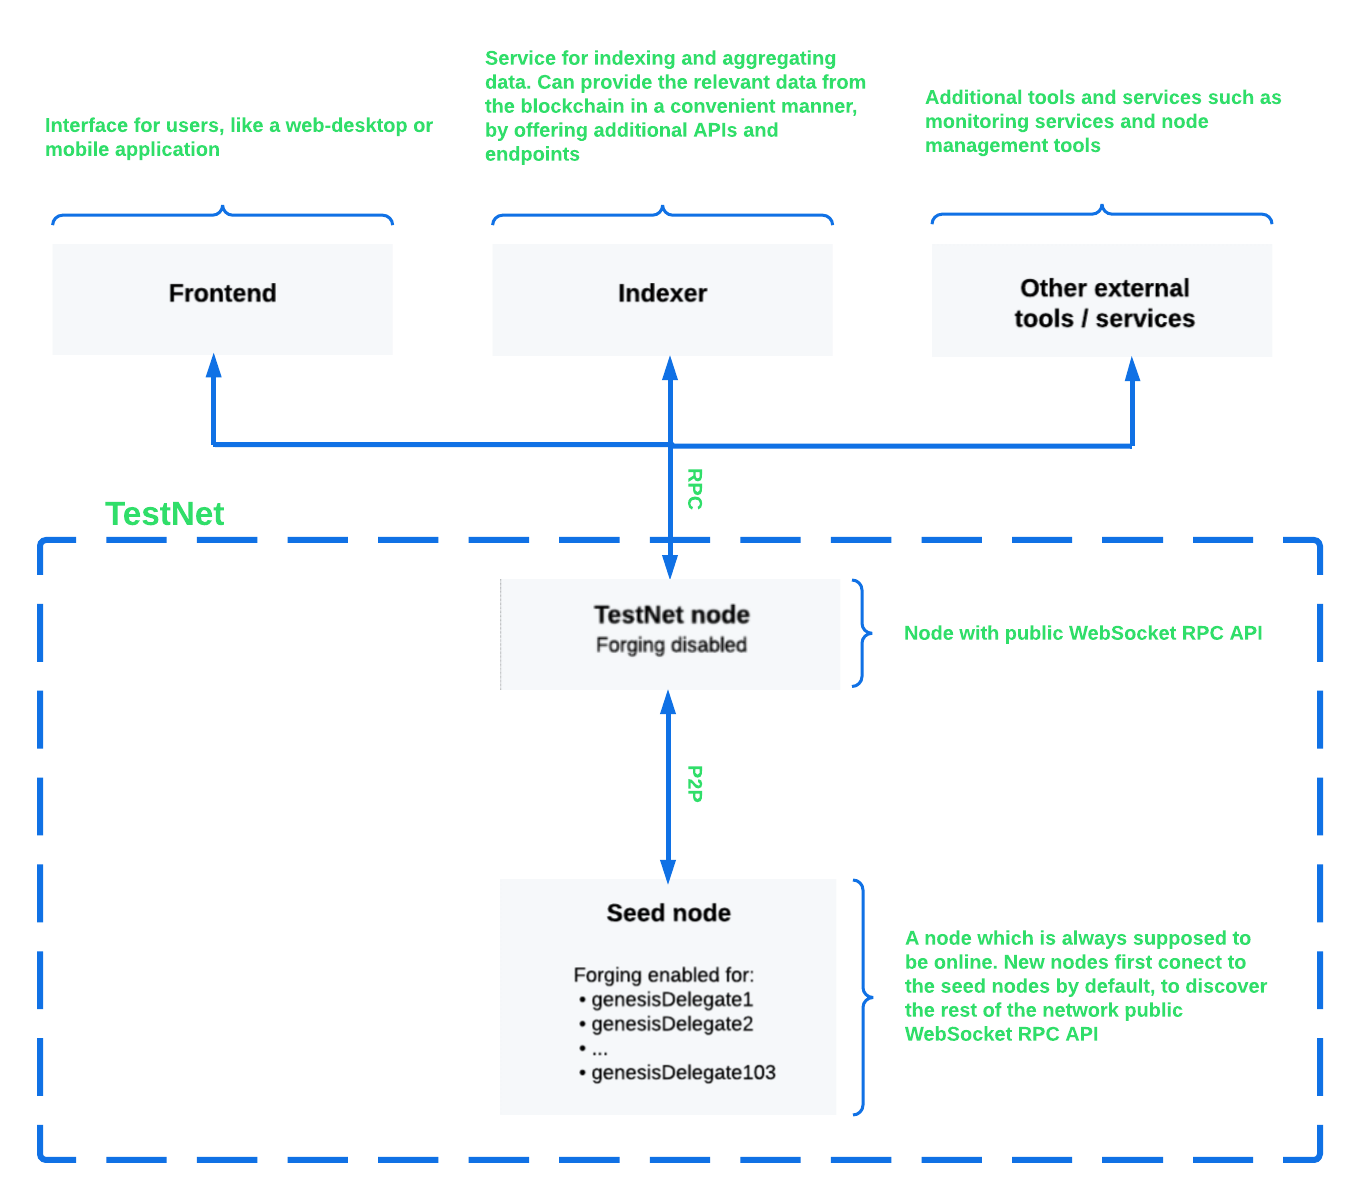 Interface for users, like a web-desktop or
mobile application
Service for indexing and aggregating
data. Can provide the relevant data from
the blockchain in a convenient manner,
by offering additional APIs and
endpoints
Additional tools and services such as
monitoring services and node
management tools
Frontend
Indexer
Other external
tools / services
RPC
TestNet
TestNet node
Forging disabled
Node with public WebSocket RPC API
P2P
Seed node
Forging enabled for:
• genesisDelegate1
• genesisDelegate2
• ...
• genesisDelegate103
A node which is always supposed to
be online. New nodes first conect to
the seed nodes by default, to discover
the rest of the network public
WebSocket RPC API